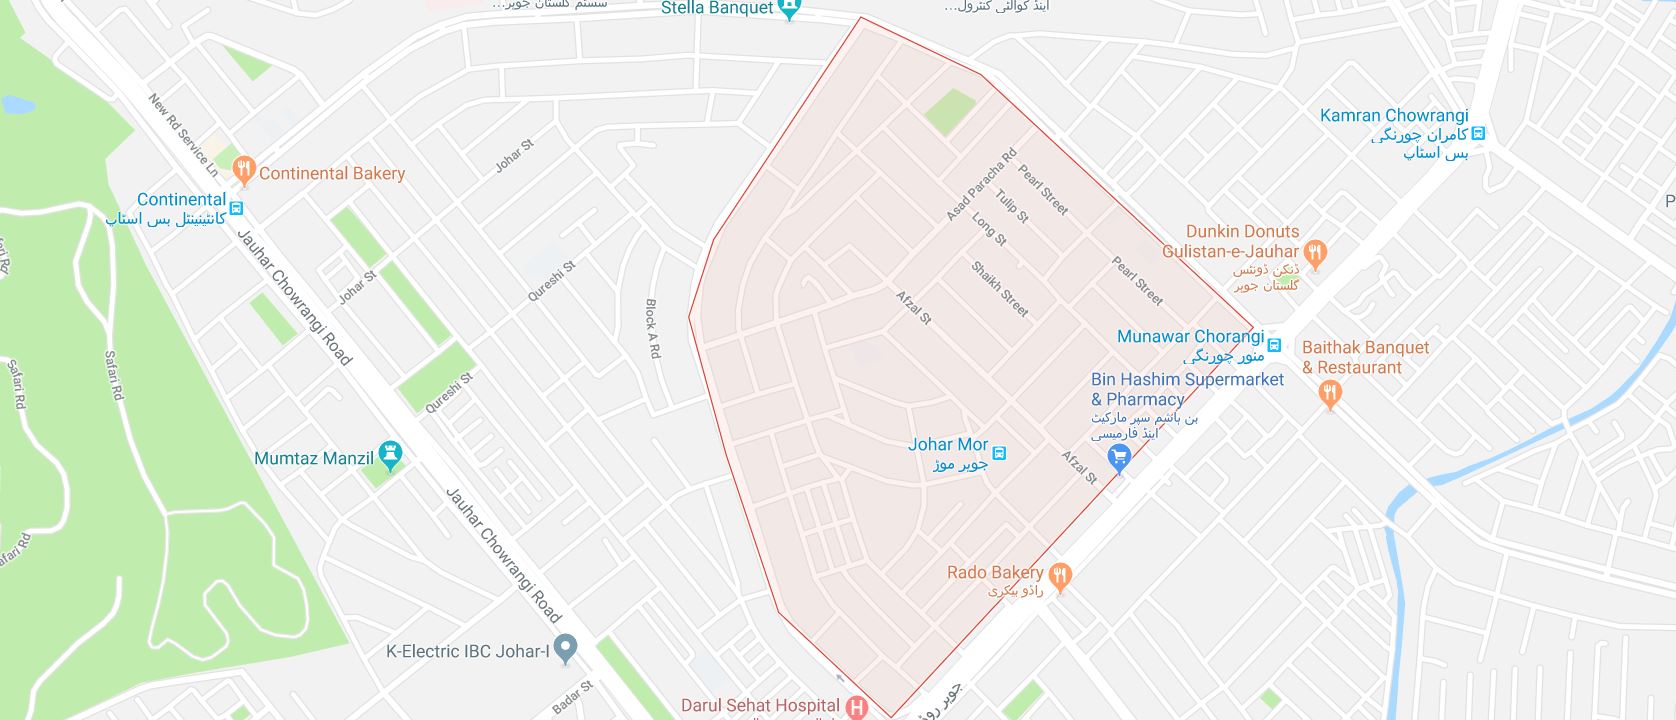 سسٹم گلستان جوہر...
اینڈ کوالٹی کنٹرول...
Stella Banquet
New Rd Service Ln
Continental Bakery
Continental
کانٹینینٹل بس اسٹاپ
Johar St
Kamran Chowrangi
کامران چورنگی
بس اسٹاپ
P
Asad Paracha Rd
Pearl Street
Tulip St
Long St
Shaikh Street
Pearl Street
Dunkin Donuts
Gulistan-e-Jauhar
ڈنکن ڈونٹس
گلستان جوہر
Jauhar Chowrangi Road
Johar St
Qureshi St
Block A Rd
Afzal St
Munawar Chorangi
منور چورنگی
Baithak Banquet
& Restaurant
Bin Hashim Supermarket
& Pharmacy
بن ہاشم سپر مارکیٹ
اینڈ فارمیسی
Safari Rd
Safari Rd
afari Rd
Qureshi St
Mumtaz Manzil
Johar Mor
جوہر موڑ
Afzal St
Jauhar Chowrangi Road
afari Rd
Rado Bakery
راڈو بیکری
K-Electric IBC Johar-I
Badar St
Darul Sehat Hospital
H
جوہر روڈ